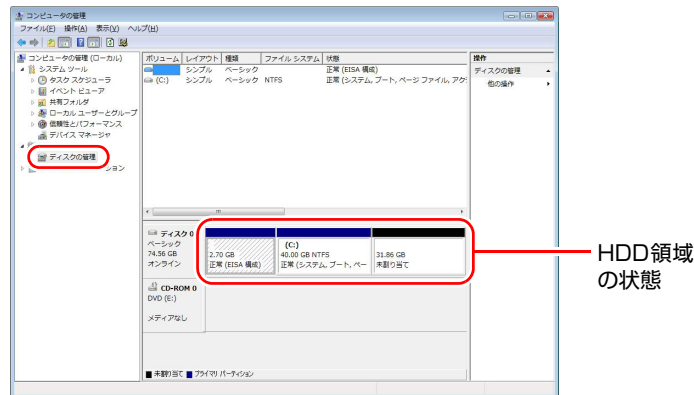 コンピュータの管理
ファイル(F) 操作(A) 表示(V) ヘルプ(H)
コンピュータの管理 (ローカル)
システム ツール
タスク スケジューラ
イベント ビューア
共有フォルダ
ローカル ユーザーとグループ
信頼性とパフォーマンス
デバイス マネージャ
ディスクの管理
ション
ボリューム レイアウト 種類 ファイル システム 状態
シンプル ベーシック 正常 (EISA 構成)
(C:) シンプル ベーシック NTFS 正常 (システム, ブート, ページ ファイル, アク
操作
ディスクの管理
他の操作
ディスク 0
ベーシック
74.56 GB
オンライン
2.70 GB
正常 (EISA 構成)
(C:)
40.00 GB NTFS
正常 (システム, ブート, ペー
31.86 GB
未割り当て
CD-ROM 0
DVD (E:)
メディアなし
未割り当て プライマリ パーティション
HDD領域
の状態